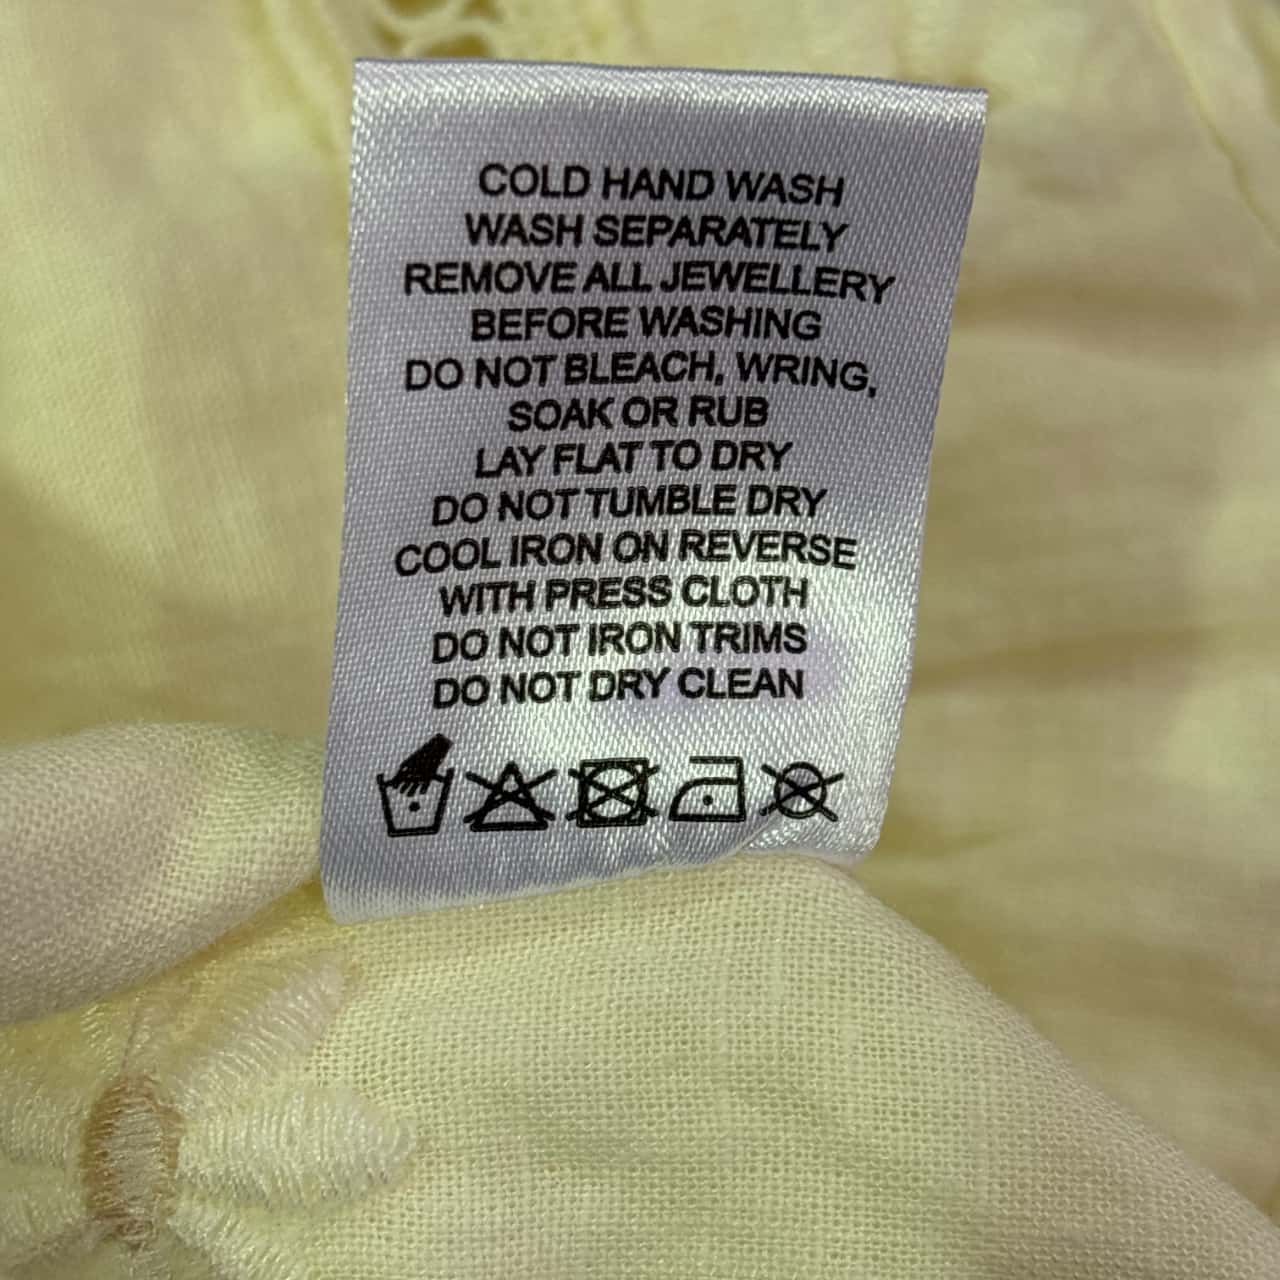 COLD HAND WASH
WASH SEPARATELY
REMOVE ALL JEWELLERY
BEFORE WASHING
DO NOT BLEACH, WRING,
SOAK OR RUB
LAY FLAT TO DRY
DO NOT TUMBLE DRY
COOL IRON ON REVERSE
WITH PRESS CLOTH
DO NOT IRON TRIMS
DO NOT DRY CLEAN